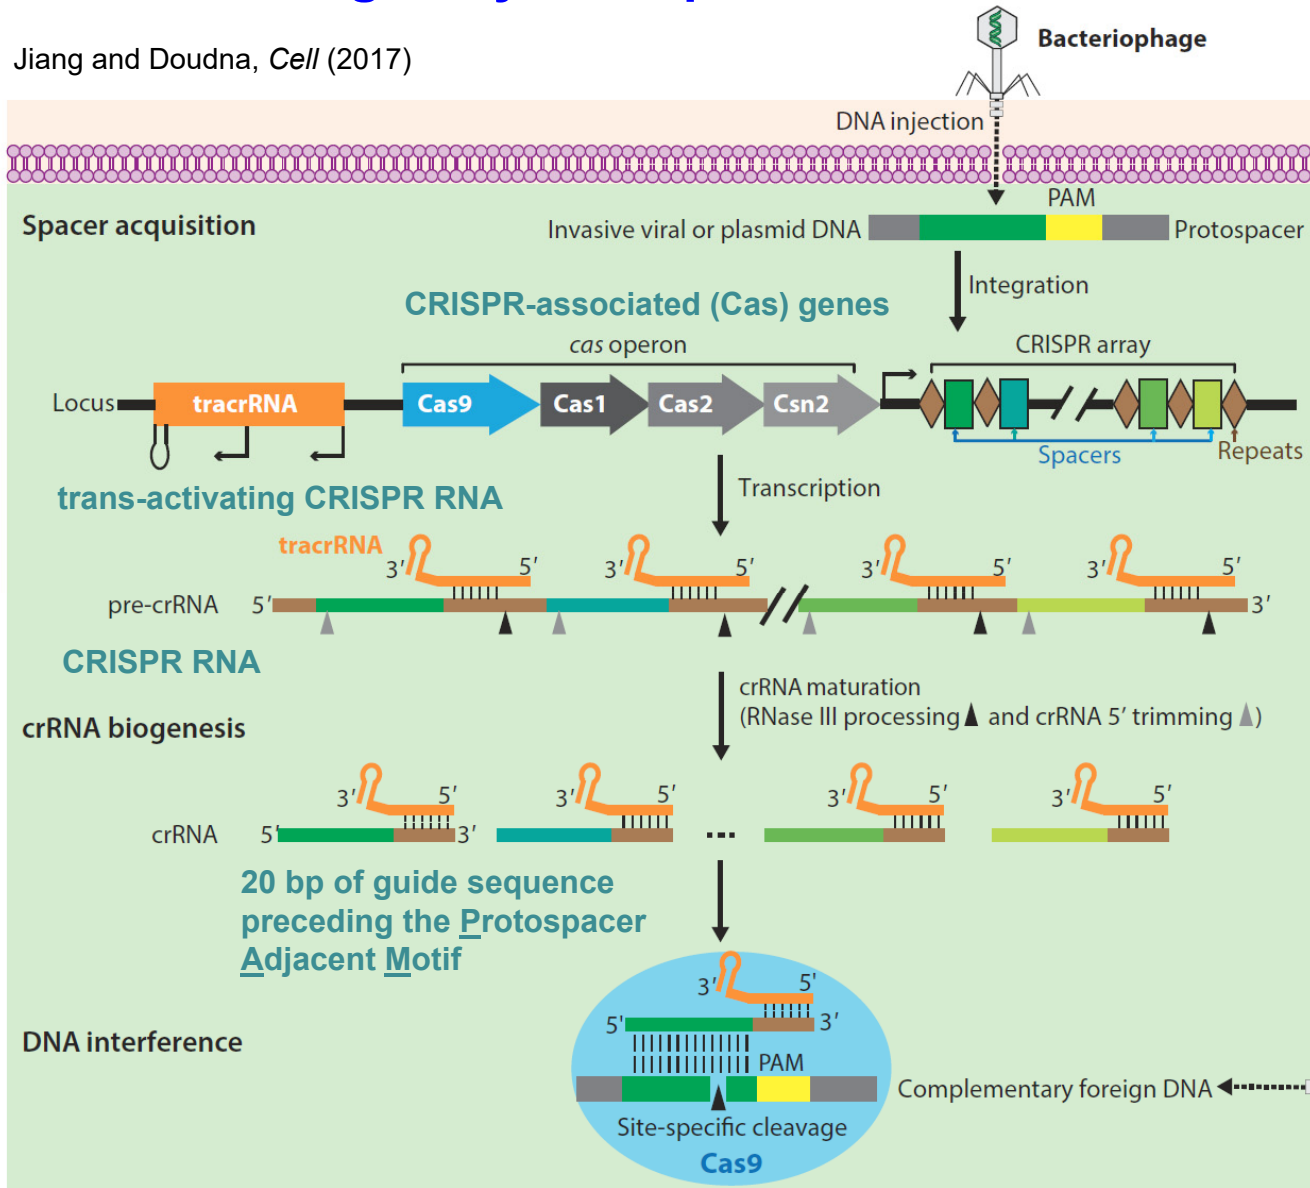 Jiang and Doudna, Cell (2017)
Bacteriophage
DNA injection
Spacer acquisition
PAM
Invasive viral or plasmid DNA
Protospacer
Integration
CRISPR-associated (Cas) genes
cas operon
CRISPR array
Locus
tracrRNA
Cas9
Cas1
Cas2
Csn2
Spacers
Repeats
trans-activating CRISPR RNA
Transcription
tracrRNA
3′ 5′ 3′ 5′ 3′ 5′ 3′ 5′
pre-crRNA 5′ 3′
CRISPR RNA
crRNA maturation
(RNase III processing and crRNA 5′ trimming )
crRNA biogenesis
3′ 5′ 3′ 5′ 3′ 5′ 3′ 5′
crRNA 5′ 3′
20 bp of guide sequence
preceding the Protospacer
Adjacent Motif
3′ 5′
5' 3′
DNA interference
PAM
Complementary foreign DNA
Site-specific cleavage
Cas9